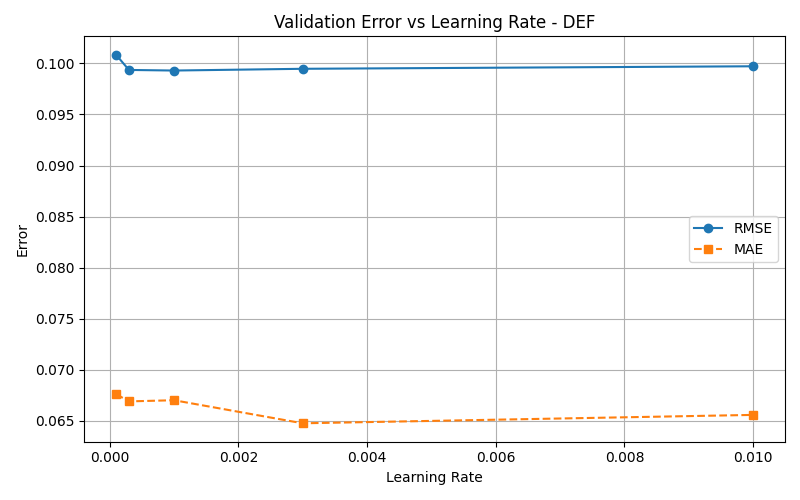 Validation Error vs Learning Rate - DEF
0.100
0.095
0.090
0.085
0.080
0.075
0.070
0.065
Error
RMSE
MAE
0.000 0.002 0.004 0.006 0.008 0.010
Learning Rate